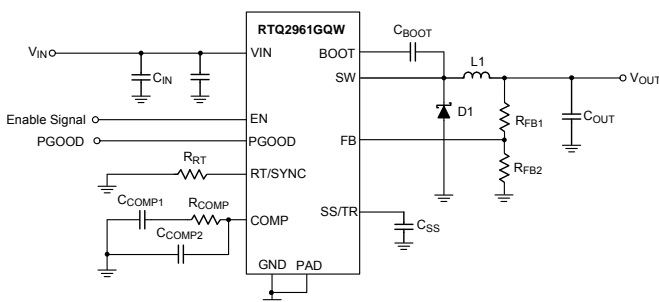 RTQ2961GQW
VIN
CIN
VIN
Enable Signal
EN
PGOOD
PGOOD
RRT
RT/SYNC
CCOMP1
RCOMP
COMP
CCOMP2
GND
PAD
BOOT
CBOOT
SW
L1
VOUT
D1
RFB1
COUT
FB
RFB2
SS/TR
CSS